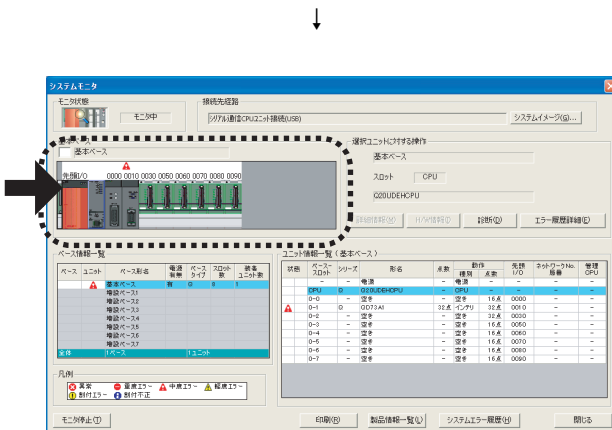 ↓
システムモニタ
モニタ状態
モニタ中
接続先経路
シリアル通信CPUユニット接続(USB)
システムイメージ(G)...
基本ベース
基本ベース
先頭I/O 0000 0010 0030 0050 0060 0070 0080 0090
選択ユニットに対する操作
基本ベース
スロット CPU
Q20UDEHCPU
詳細情報(M) H/W情報(I) 診断(D) エラー履歴詳細(E)
ベース情報一覧
ベース ユニット ベース形名 電源有無 ベースタイプ スロット数 装着ユニット数
基本ベース 有 Q 8 1
増設ベース1
増設ベース2
増設ベース3
増設ベース4
増設ベース5
増設ベース6
増設ベース7
全体 1ベース 1ユニット
ユニット情報一覧(基本ベース)
状態 ベース-スロット シリーズ 形名 点数 動作 種別 点数 先頭I/O ネットワークNo. 局番 管理CPU
- - 電源 - 電源 - - - -
CPU Q Q20UDEHCPU - CPU - - - -
0-0 - 空き - 空き 16点 0000 - -
0-1 Q QD73A1 32点 インテリ 32点 0010 - -
0-2 - 空き - 空き 32点 0030 - -
0-3 - 空き - 空き 16点 0050 - -
0-4 - 空き - 空き 16点 0060 - -
0-5 - 空き - 空き 16点 0070 - -
0-6 - 空き - 空き 16点 0080 - -
0-7 - 空き - 空き 16点 0090 - -
凡例
異常 重度エラー 中度エラー 軽度エラー
割付エラー 割付不正
モニタ停止(T) 印刷(R) 製品情報一覧(L) システムエラー履歴(H) 閉じる